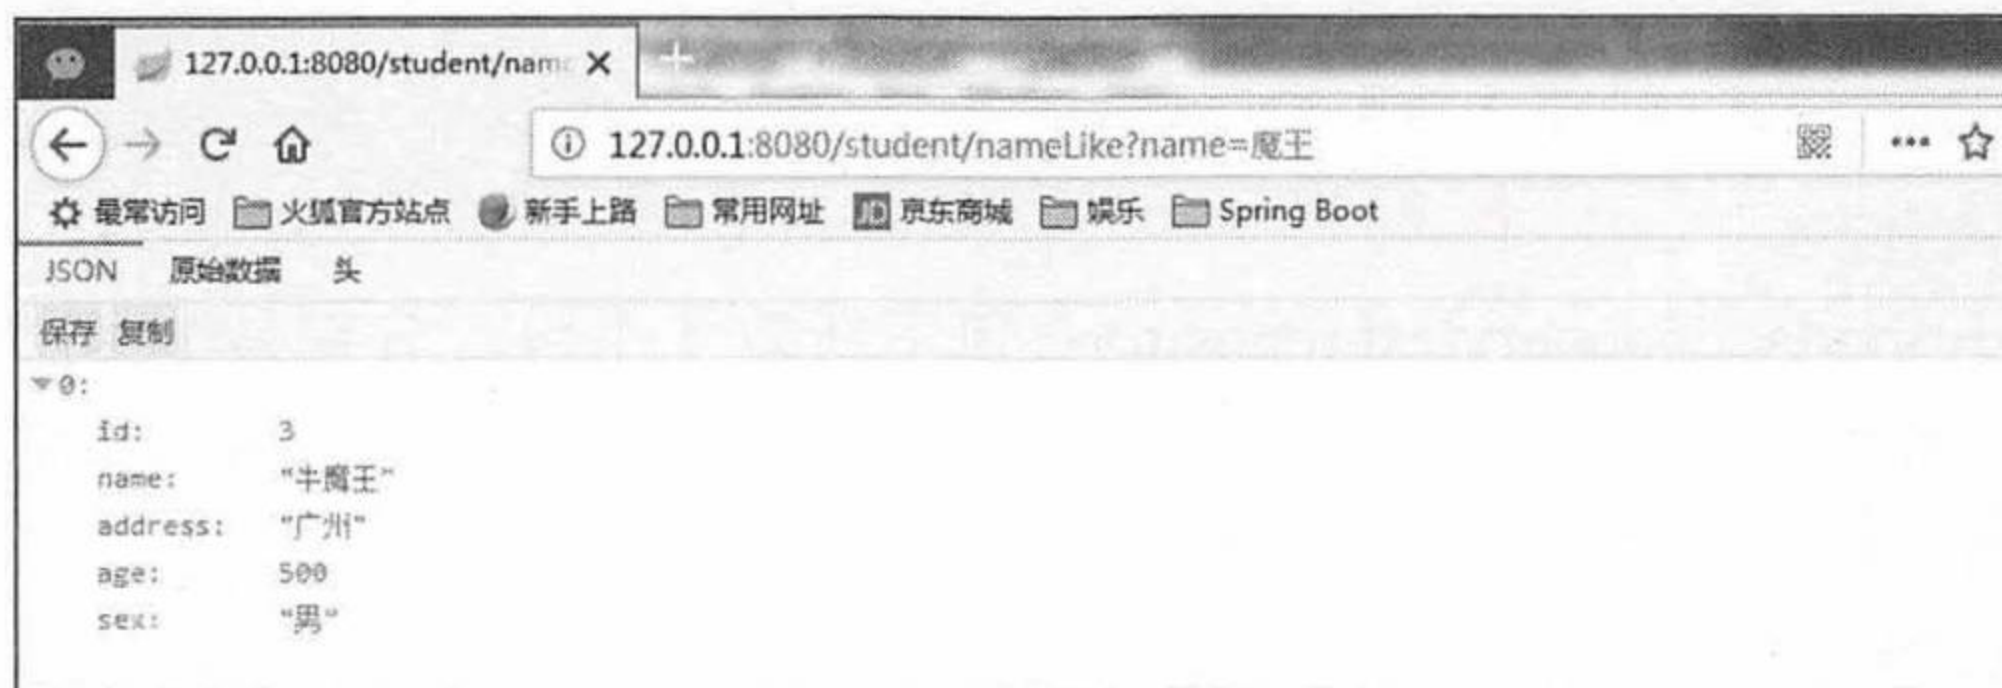 127.0.0.1:8080/student/nam
127.0.0.1:8080/student/nameLike?name=魔王
最常访问 火狐官方站点 新手上路 常用网址 JD 京东商城 娱乐 Spring Boot
JSON 原始数据 头
保存 复制
0:
id: 3
name: "牛魔王"
address: "广州"
age: 500
sex: "男"